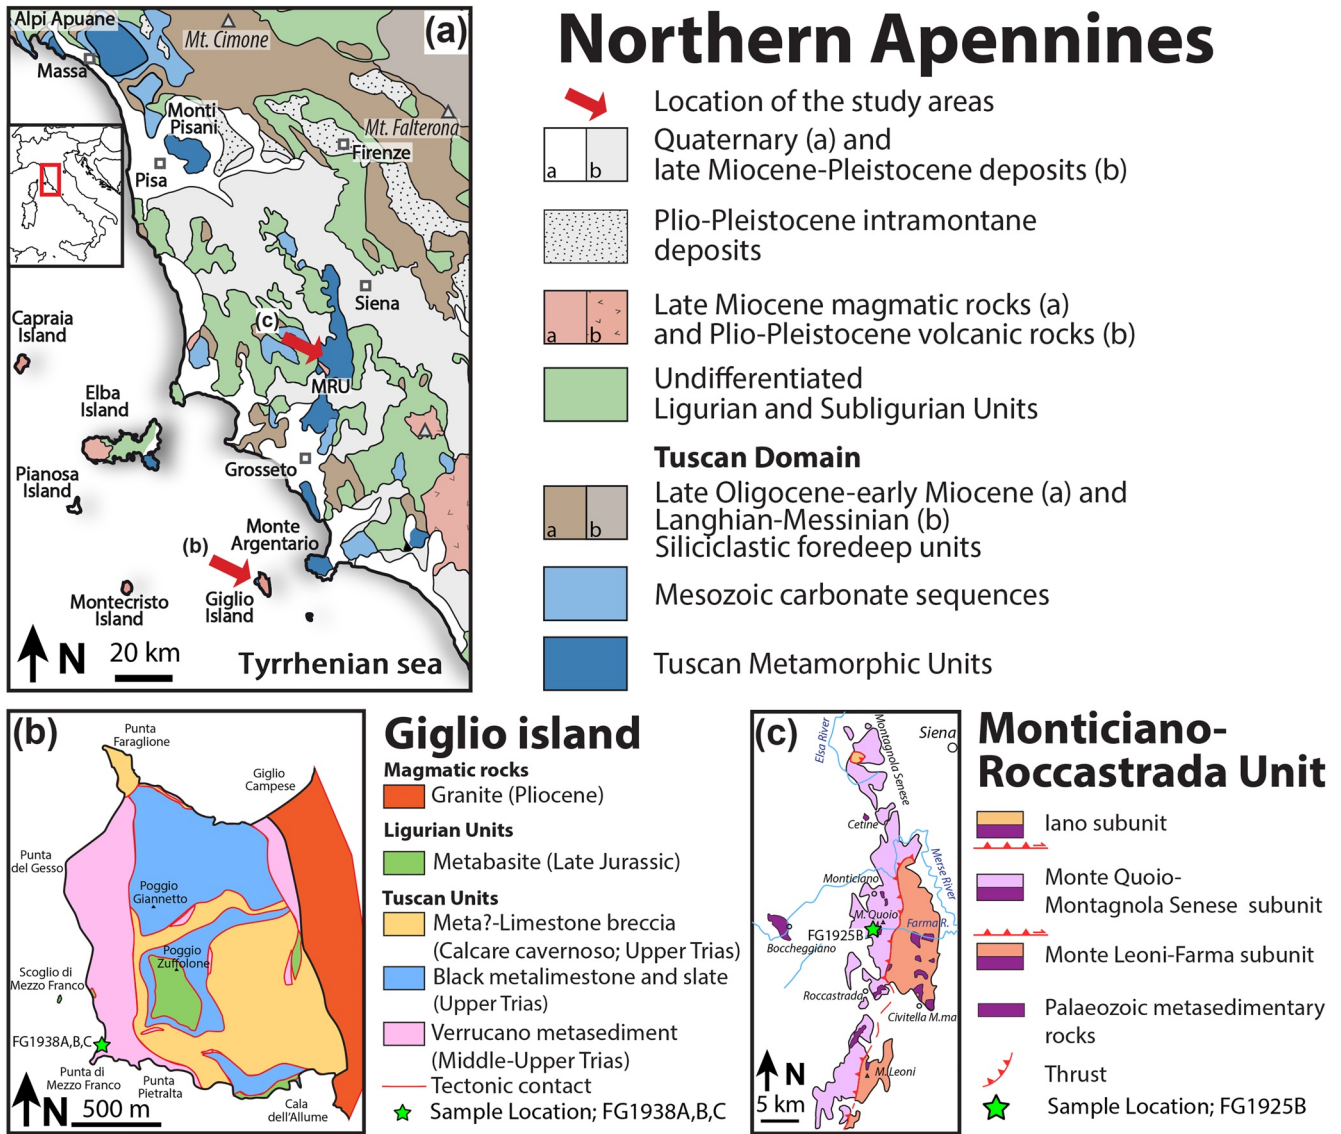 (a)
Alpi Apuane
Mt. Cimone
Massa
Monti
Pisani
Mt. Falterona
Firenze
Pisa
Siena
(c)
Capraia
Island
MRU
Elba
Island
Grosseto
Pianosa
Island
Monte
Argentario
(b)
Giglio
Island
Montecristo
Island
N
20 km
Tyrrhenian sea
Northern Apennines
Location of the study areas
a b
Quaternary (a) and
late Miocene-Pleistocene deposits (b)
Plio-Pleistocene intramontane
deposits
a b
Late Miocene magmatic rocks (a)
and Plio-Pleistocene volcanic rocks (b)
Undifferentiated
Ligurian and Subligurian Units
Tuscan Domain
a b
Late Oligocene-early Miocene (a) and
Langhian-Messinian (b)
Siliciclastic foredeep units
Mesozoic carbonate sequences
Tuscan Metamorphic Units
(b)
Punta
Faraglione
Giglio
Campese
Punta
del Gesso
Poggio
Giannetto
Poggio
Zuffolone
Scoglio di
Mezzo Franco
FG1938A,B,C
Punta di
Mezzo Franco
Punta
Pietralta
Cala
dell'Allume
N
500 m
Giglio island
Magmatic rocks
Granite (Pliocene)
Ligurian Units
Metabasite (Late Jurassic)
Tuscan Units
Meta?-Limestone breccia
(Calcare cavernoso; Upper Trias)
Black metalimestone and slate
(Upper Trias)
Verrucano metasediment
(Middle-Upper Trias)
Tectonic contact
Sample Location; FG1938A,B,C
(c)
Elsa River
Montagnola Senese
Siena
Cetine
Merse River
Monticiano
M. Quoio
Farma R.
FG1925B
Boccheggiano
Roccastrada
Civitella M.ma
M.Leoni
N
5 km
Monticiano-
Roccastrada Unit
Iano subunit
Monte Quoio-
Montagnola Senese subunit
Monte Leoni-Farma subunit
Palaeozoic metasedimentary
rocks
Thrust
Sample Location; FG1925B